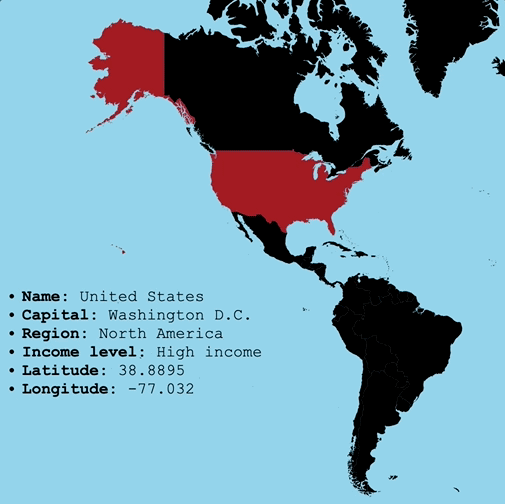 • Name: United States
• Capital: Washington D.C.
• Region: North America
• Income level: High income
• Latitude: 38.8895
• Longitude: -77.032